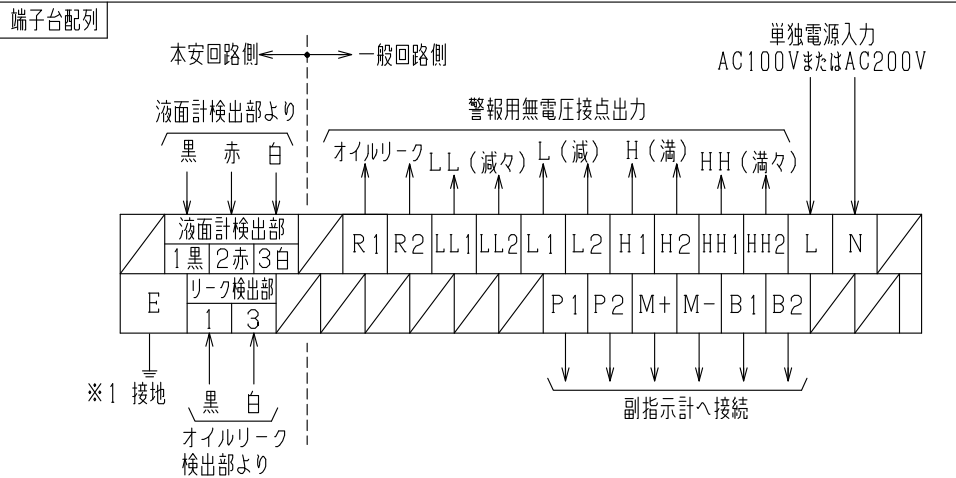 端子台配列
単独電源入力
AC100VまたはAC200V
本安回路側 一般回路側
液面計検出部より 警報用無電圧接点出力
黒 赤 白 オイルリーク LL(減々) L(減) H(満) HH(満々)
液面計検出部
1黒 2赤 3白 R1 R2 LL1 LL2 L1 L2 H1 H2 HH1 HH2 L N
E リーク検出部 P1 P2 M+ M- B1 B2
1 3
※1 接地
黒 白 副指示計へ接続
オイルリーク
検出部より